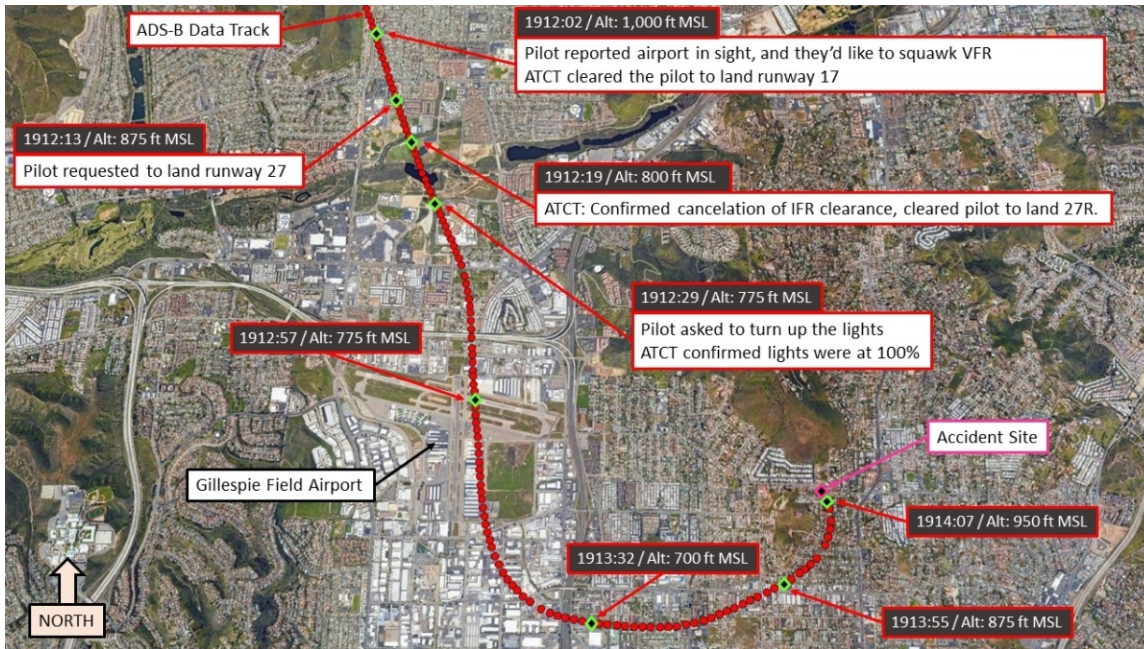 ADS-B Data Track
1912:02 / Alt: 1,000 ft MSL
Pilot reported airport in sight, and they'd like to squawk VFR
ATCT cleared the pilot to land runway 17
1912:13 / Alt: 875 ft MSL
Pilot requested to land runway 27
1912:19 / Alt: 800 ft MSL
ATCT: Confirmed cancelation of IFR clearance, cleared pilot to land 27R.
1912:29 / Alt: 775 ft MSL
Pilot asked to turn up the lights
ATCT confirmed lights were at 100%
1912:57 / Alt: 775 ft MSL
Accident Site
Gillespie Field Airport
1914:07 / Alt: 950 ft MSL
1913:32 / Alt: 700 ft MSL
NORTH
1913:55 / Alt: 875 ft MSL